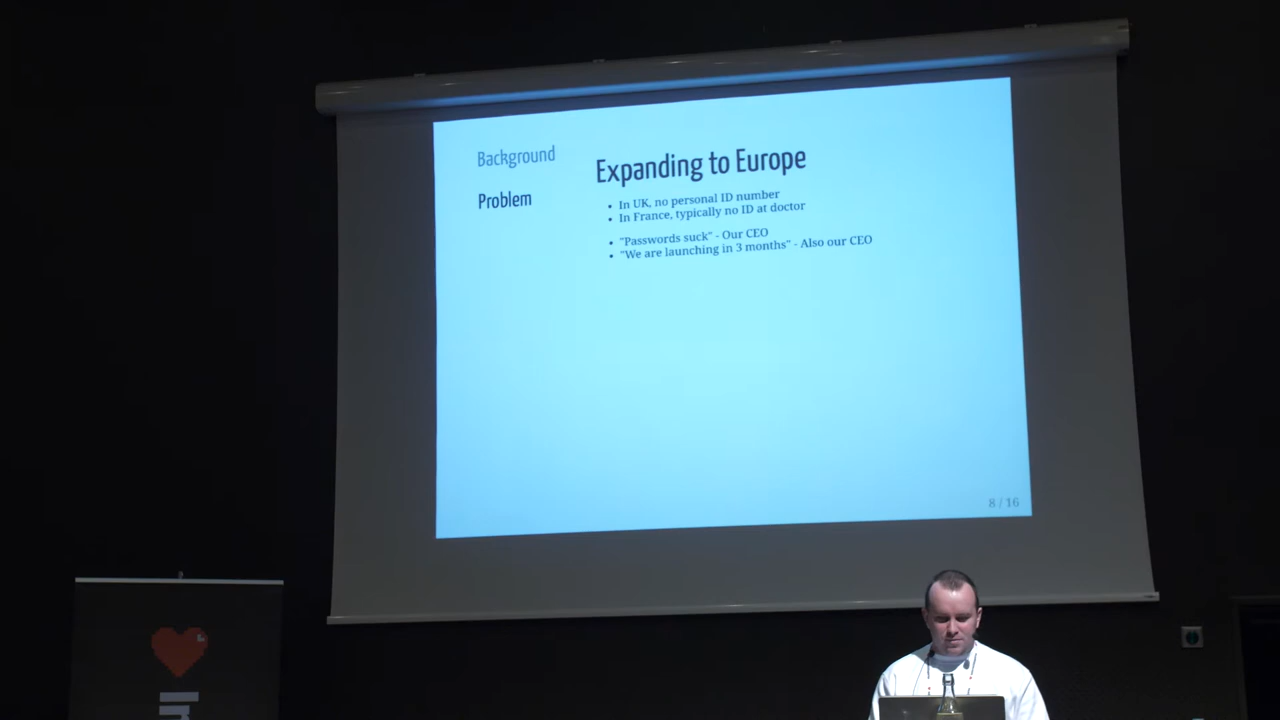 Background
Problem
Expanding to Europe
In UK, no personal ID number
In France, typically no ID at doctor
"Passwords suck" - Our CEO
"We are launching in 3 months" - Also our CEO
8 / 16